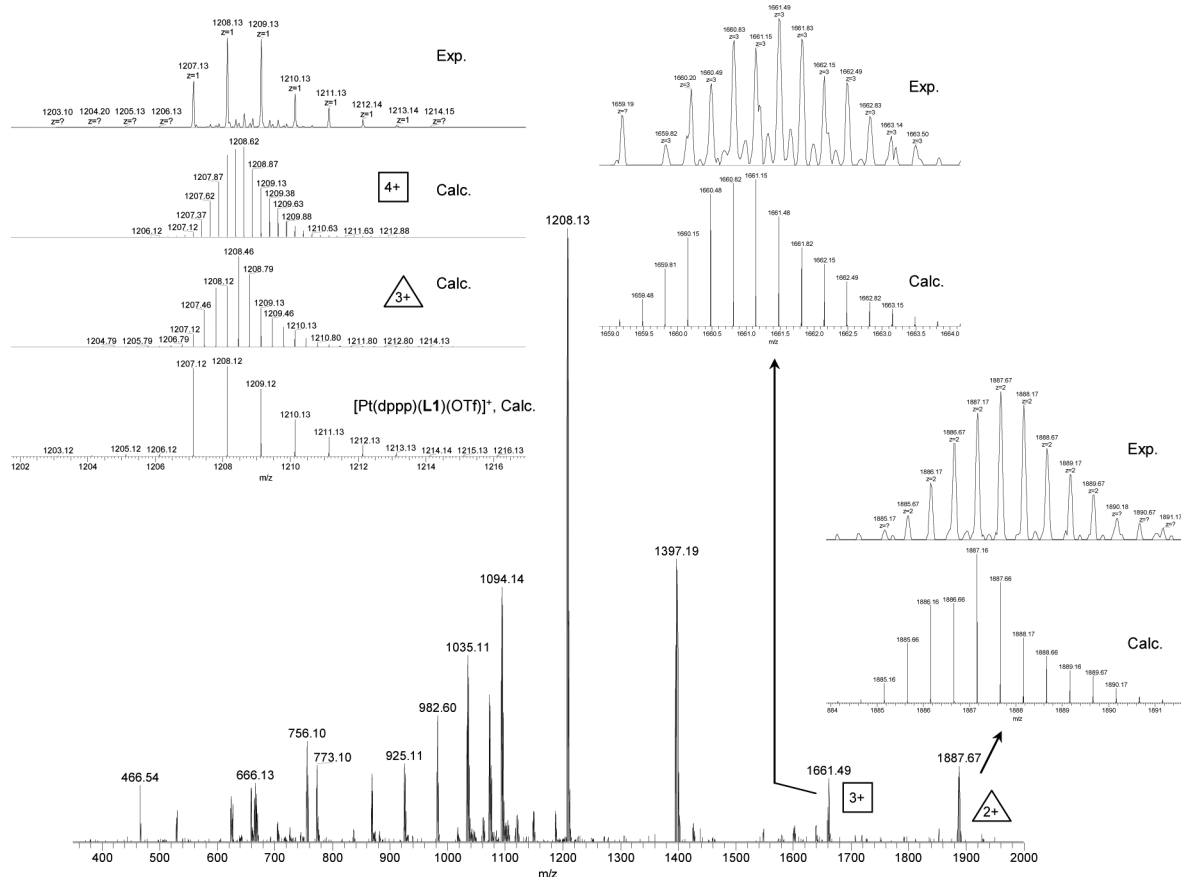 1208.13
z=1
1209.13
z=1
1207.13
z=1
1210.13
z=1
1211.13
z=1
1212.14
z=1
1213.14
z=1
1214.15
z=?
1203.10
z=?
1204.20
z=?
1205.13
z=?
1206.13
z=?
Exp.
1208.62
1208.87
1207.87
1209.13
1207.62
1209.38
1209.63
1207.37
1209.88
1207.12
1206.12
1210.63
1211.63
1212.88
4+
Calc.
1208.46
1208.12
1208.79
1207.46
1209.13
1209.46
1207.12
1210.13
1206.79
1210.80
1204.79
1205.79
1211.80
1212.80
1214.13
3+
Calc.
1207.12
1208.12
1209.12
1210.13
1211.13
1212.13
1203.12
1205.12
1206.12
1213.13
1214.14
1215.13
1216.13
[Pt(dppp)(L1)(OTf)]+, Calc.
1202 1204 1206 1208 1210 1212 1214 1216
m/z
1661.49
z=3
1660.83
z=3
1661.15
z=3
1661.83
z=3
1660.20
z=3
1660.49
z=3
1662.15
z=3
1662.49
z=3
1659.19
z=?
1659.82
z=3
1662.83
z=3
1663.14
z=3
1663.50
z=3
Exp.
1661.15
1660.82
1660.48
1661.48
1660.15
1661.82
1659.81
1662.15
1659.48
1662.49
1662.82
1663.15
Calc.
1659.0 1659.5 1660.0 1660.5 1661.0 1661.5 1662.0 1662.5 1663.0 1663.5 1664.0
m/z
1887.67
z=2
1887.17
z=2
1888.17
z=2
1886.67
z=2
1888.67
z=2
1886.17
z=2
1889.17
z=2
1885.67
z=2
1889.67
z=2
1885.17
z=?
1890.18
z=?
1890.67
z=?
1891.17
z=?
Exp.
1887.16
1887.66
1886.16
1886.66
1885.66
1888.17
1888.66
1889.16
1885.16
1889.67
1890.17
Calc.
884 1885 1886 1887 1888 1889 1890 1891
m/z
1208.13
1397.19
1094.14
1035.11
982.60
756.10
773.10
925.11
466.54
666.13
1661.49
3+
1887.67
2+
400 500 600 700 800 900 1000 1100 1200 1300 1400 1500 1600 1700 1800 1900 2000
m/z